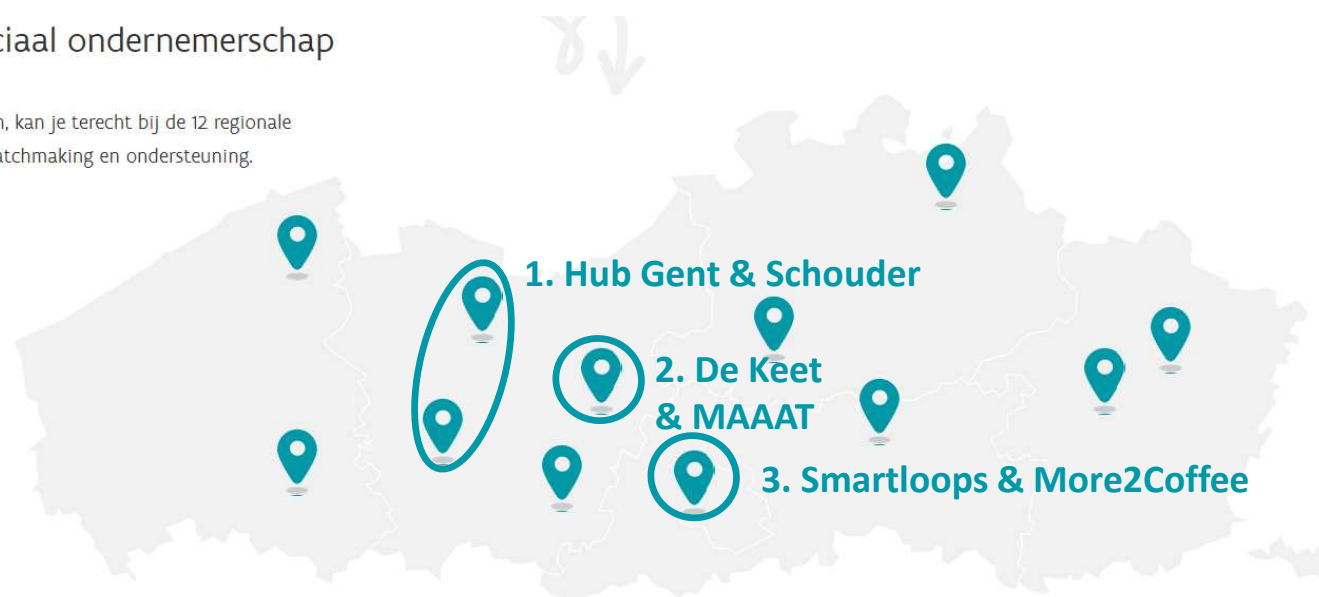 ciaal ondernemerschap
n, kan je terecht bij de 12 regionale
atchmaking en ondersteuning.
1. Hub Gent & Schouder
2. De Keet
& MAAAT
3. Smartloops & More2Coffee